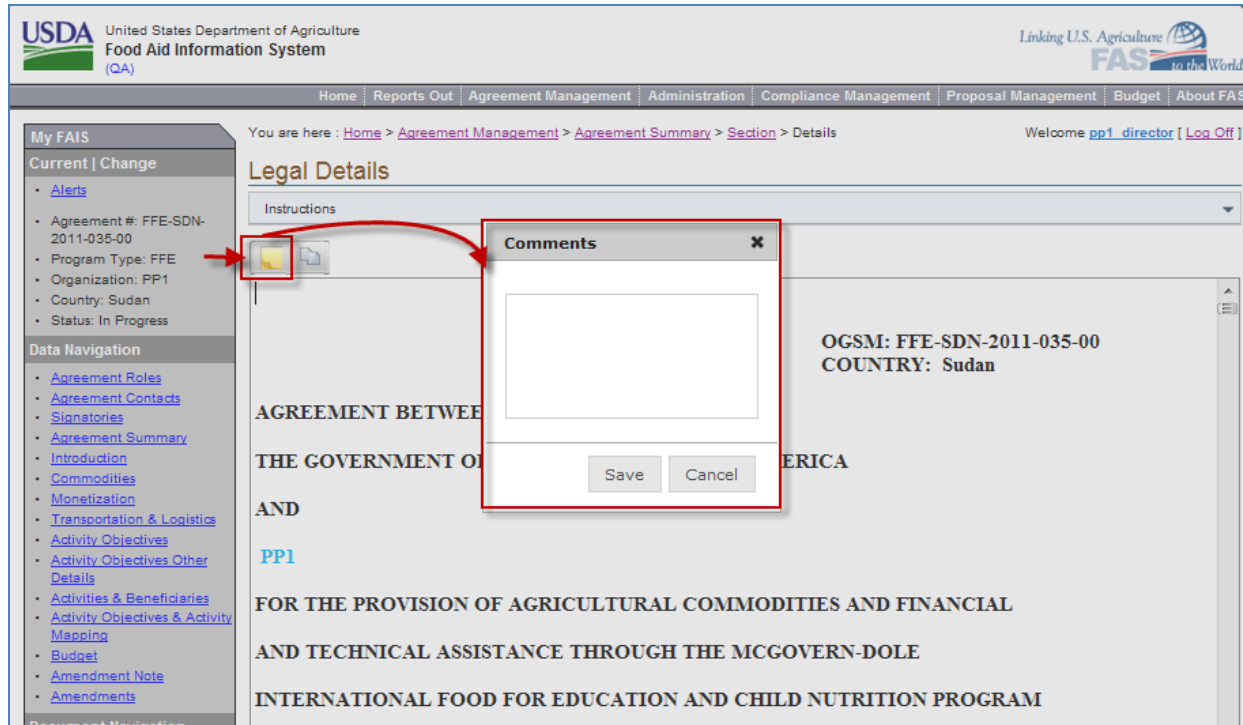 USDA United States Department of Agriculture
Food Aid Information System
(QA)
Linking U.S. Agriculture
FAS to the World
Home Reports Out Agreement Management Administration Compliance Management Proposal Management Budget About FAS
My FAIS
Current | Change
Alerts
Agreement #: FFE-SDN-
2011-035-00
Program Type: FFE
Organization: PP1
Country: Sudan
Status: In Progress
Data Navigation
Agreement Roles
Agreement Contacts
Signatories
Agreement Summary
Introduction
Commodities
Monetization
Transportation & Logistics
Activity Objectives
Activity Objectives Other
Details
Activities & Beneficiaries
Activity Objectives & Activity
Mapping
Budget
Amendment Note
Amendments
Document Navigation
You are here : Home > Agreement Management > Agreement Summary > Section > Details
Welcome pp1_director [ Log Off ]
Legal Details
Instructions
Comments
Save Cancel
OGSM: FFE-SDN-2011-035-00
COUNTRY: Sudan
AGREEMENT BETWEE
THE GOVERNMENT O ERICA
AND
PP1
FOR THE PROVISION OF AGRICULTURAL COMMODITIES AND FINANCIAL
AND TECHNICAL ASSISTANCE THROUGH THE MCGOVERN-DOLE
INTERNATIONAL FOOD FOR EDUCATION AND CHILD NUTRITION PROGRAM